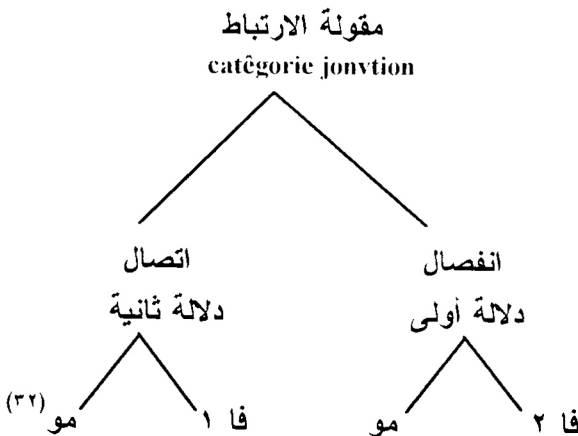 مقولة الارتباط
catêgorie jonvtion
انفصال
اتصال
دلالة أولى
دلالة ثانية
فا ٢
مو
فا ١
مو (٣٢)